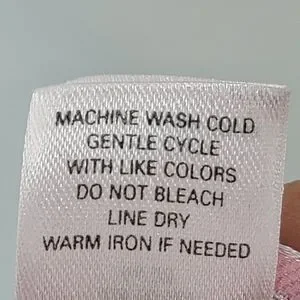 MACHINE WASH COLD
GENTLE CYCLE
WITH LIKE COLORS
DO NOT BLEACH
LINE DRY
WARM IRON IF NEEDED